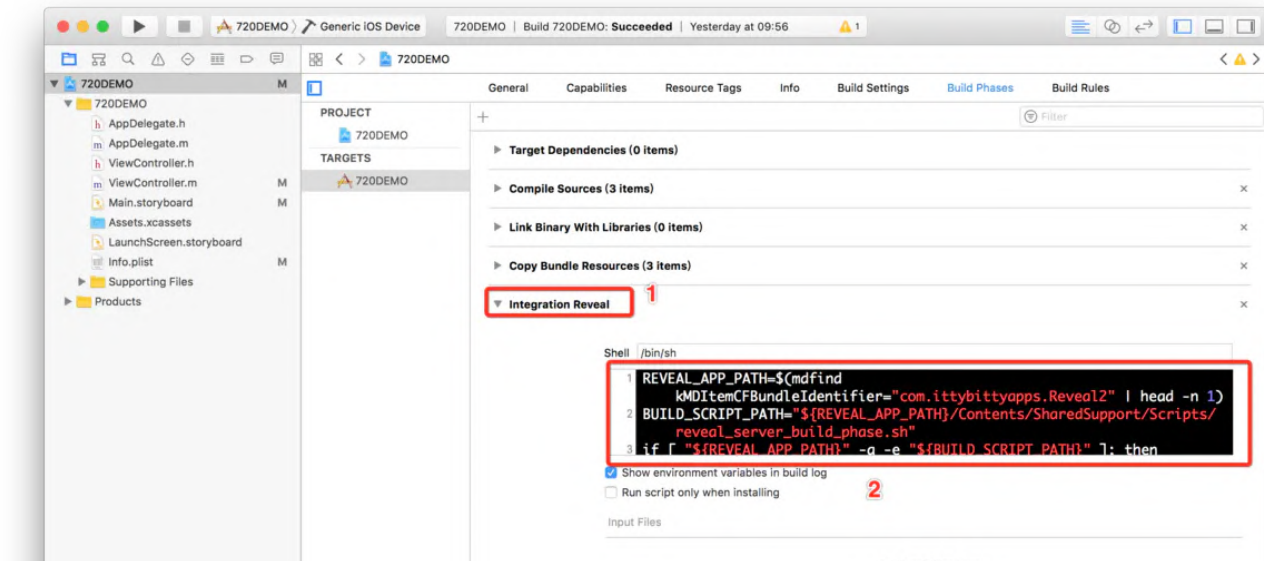 720DEMO Generic iOS Device 720DEMO | Build 720DEMO: Succeeded | Yesterday at 09:56 1
720DEMO M 720DEMO
720DEMO General Capabilities Resource Tags Info Build Settings Build Phases Build Rules
AppDelegate.h PROJECT Filter
AppDelegate.m 720DEMO
ViewController.h TARGETS Target Dependencies (0 items)
ViewController.m M 720DEMO Compile Sources (3 items)
Main.storyboard M
Assets.xcassets Link Binary With Libraries (0 items)
LaunchScreen.storyboard
Info.plist M Copy Bundle Resources (3 items)
Supporting Files
Products Integration Reveal 1
Shell /bin/sh
1 REVEAL_APP_PATH=$(mdfind
kMDItemCFBundleIdentifier="com.ittybittyapps.Reveal2" | head -n 1)
2 BUILD_SCRIPT_PATH="${REVEAL_APP_PATH}/Contents/SharedSupport/Scripts/
reveal_server_build_phase.sh"
3 if [ "${REVEAL_APP_PATH}" -a -e "${BUILD_SCRIPT_PATH}" ]; then
Show environment variables in build log
Run script only when installing 2
Input Files